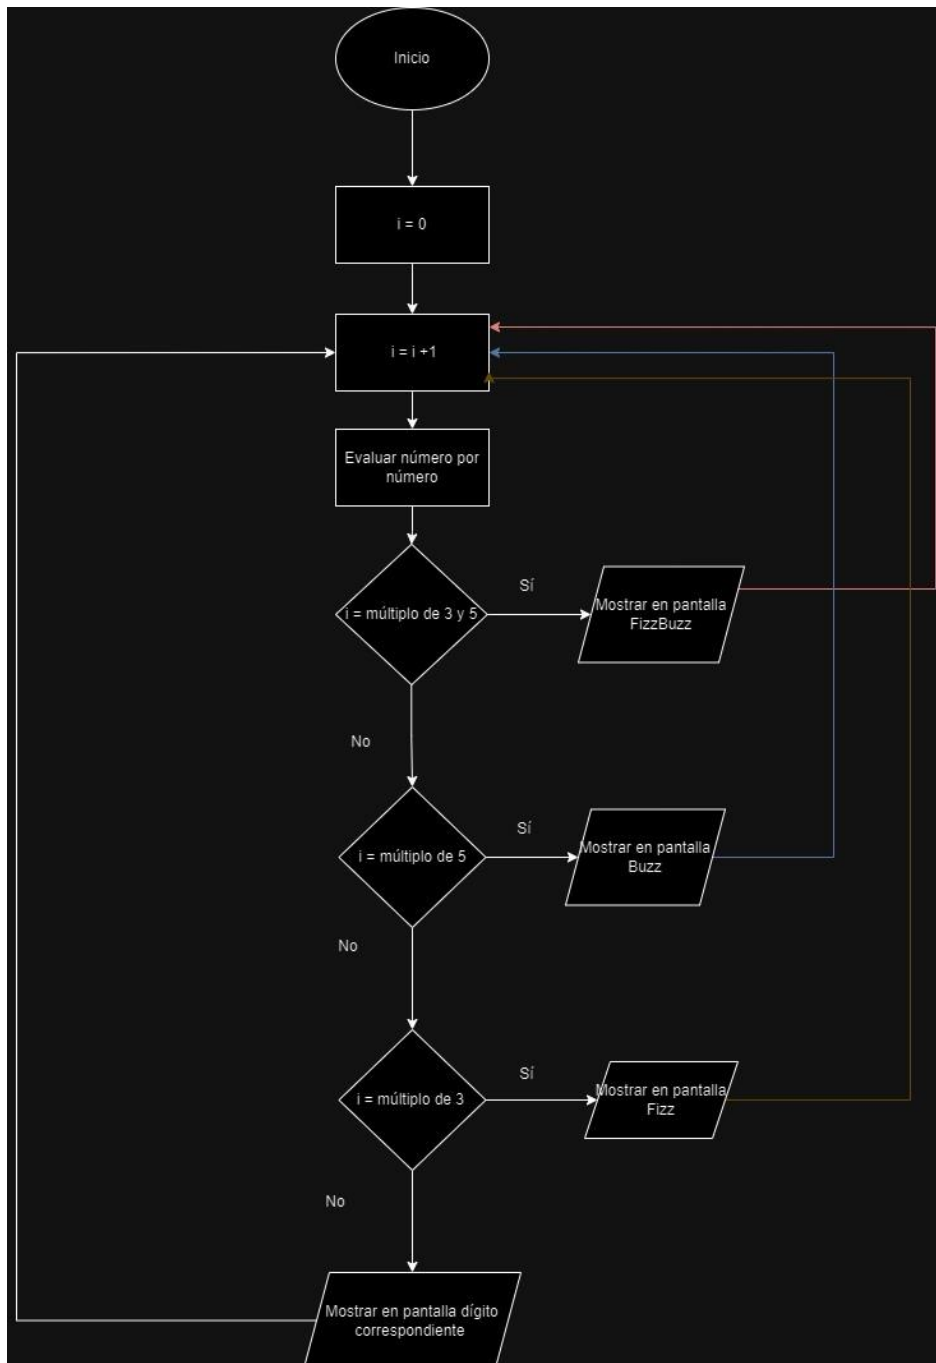 Inicio
i = 0
i = i +1
Evaluar número por
número
i = múltiplo de 3 y 5
Sí
Mostrar en pantalla
FizzBuzz
No
i = múltiplo de 5
Sí
Mostrar en pantalla
Buzz
No
i = múltiplo de 3
Sí
Mostrar en pantalla
Fizz
No
Mostrar en pantalla dígito
correspondiente